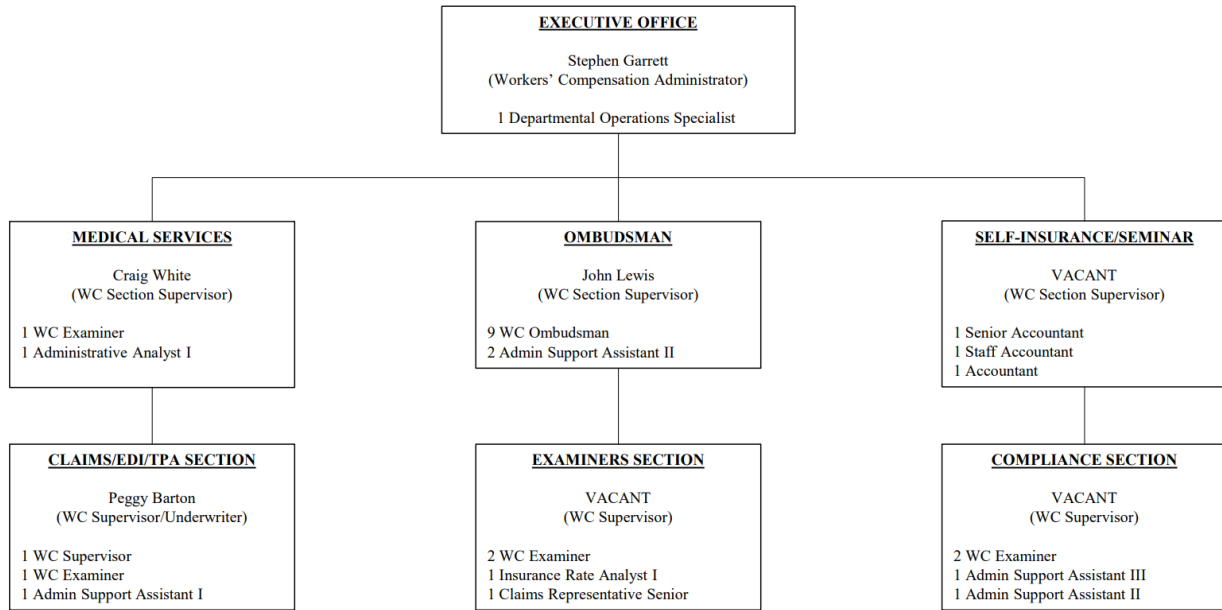 EXECUTIVE OFFICE
Stephen Garrett
(Workers’ Compensation Administrator)
1 Departmental Operations Specialist
MEDICAL SERVICES
Craig White
(WC Section Supervisor)
1 WC Examiner
1 Administrative Analyst I
OMBUDSMAN
John Lewis
(WC Section Supervisor)
9 WC Ombudsman
2 Admin Support Assistant II
SELF-INSURANCE/SEMINAR
VACANT
(WC Section Supervisor)
1 Senior Accountant
1 Staff Accountant
1 Accountant
CLAIMS/EDI/TPA SECTION
Peggy Barton
(WC Supervisor/Underwriter)
1 WC Supervisor
1 WC Examiner
1 Admin Support Assistant I
EXAMINERS SECTION
VACANT
(WC Supervisor)
2 WC Examiner
1 Insurance Rate Analyst I
1 Claims Representative Senior
COMPLIANCE SECTION
VACANT
(WC Supervisor)
2 WC Examiner
1 Admin Support Assistant III
1 Admin Support Assistant II